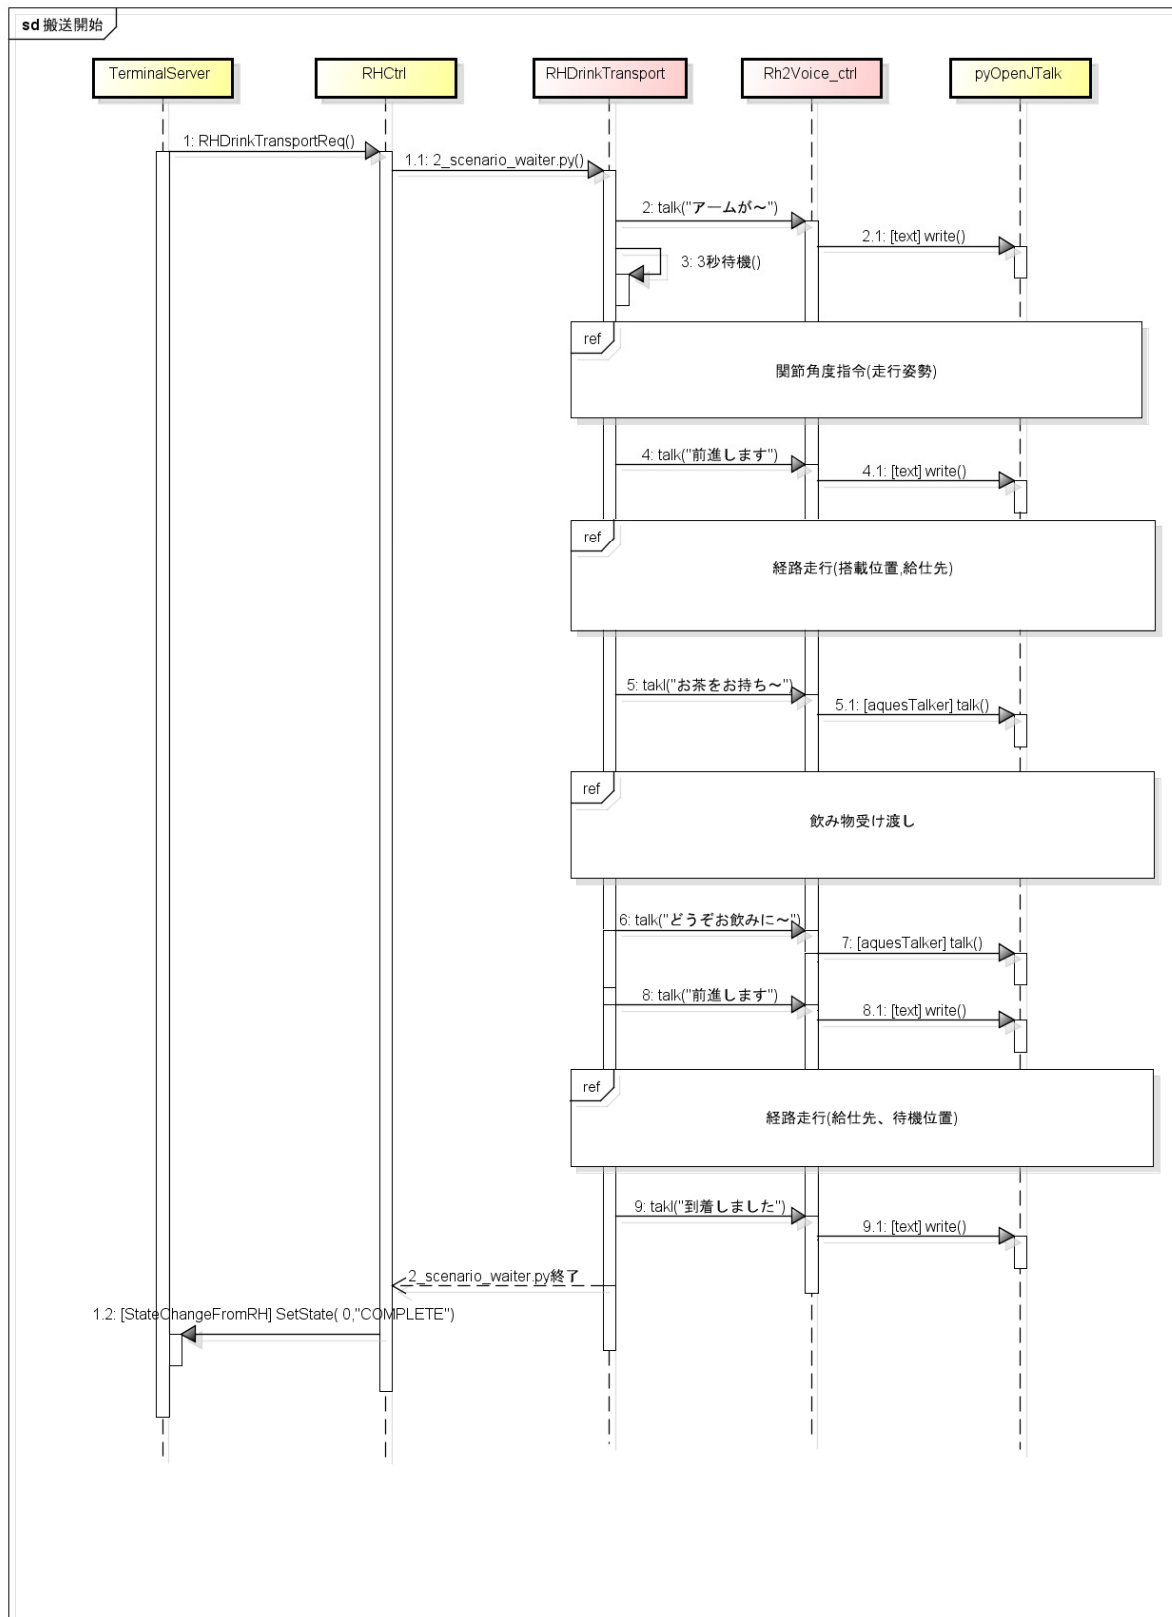 sd 搬送開始
TerminalServer
RHCtrl
RHDrinkTransport
Rh2Voice_ctrl
pyOpenJTalk
1: RHDrinkTransportReq()
1.1: 2_scenario_waiter.py()
2: talk("アームが～")
2.1: [text] write()
3: 3秒待機()
ref
関節角度指令(走行姿勢)
4: talk("前進します")
4.1: [text] write()
ref
経路走行(搭載位置,給仕先)
5: takl("お茶をお持ち～")
5.1: [aquesTalker] talk()
ref
飲み物受け渡し
6: talk("どうぞお飲みに～")
7: [aquesTalker] talk()
8: talk("前進します")
8.1: [text] write()
ref
経路走行(給仕先、待機位置)
9: takl("到着しました")
9.1: [text] write()
2_scenario_waiter.py終了
1.2: [StateChangeFromRH] SetState( 0,"COMPLETE")